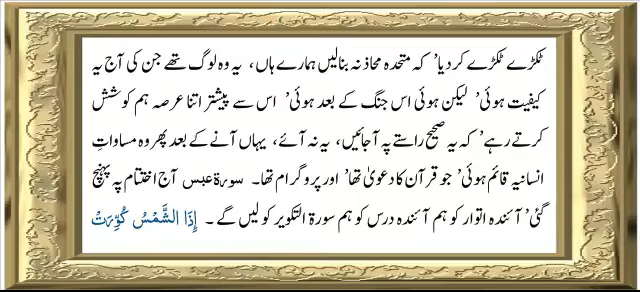 ٹکڑے ٹکڑے کر دیا’ کہ متحدہ محاذ نہ بنا لیں ہمارے ہاں، یہ وہ لوگ تھے جن کی آج یہ
کیفیت ہوئی’ لیکن ہوئی اس جنگ کے بعد ہوئی’ اس سے پیشتر اتنا عرصہ ہم کوشش
کرتے رہے’ کہ یہ صحیح راستے پہ آ جائیں، یہ نہ آئے، یہاں آنے کے بعد پھر وہ مساواتِ
انسانیہ قائم ہوئی’ جو قرآن کا دعویٰ تھا’ اور پروگرام تھا۔ سورۃ عبس آج اختتام پہ پہنچ
گئی’ آئندہ اتوار کو ہم آئندہ درس کو ہم سورۃ التکویر کو لیں گے ۔ إِذَا الشَّمْسُ كُوِّرَتْ